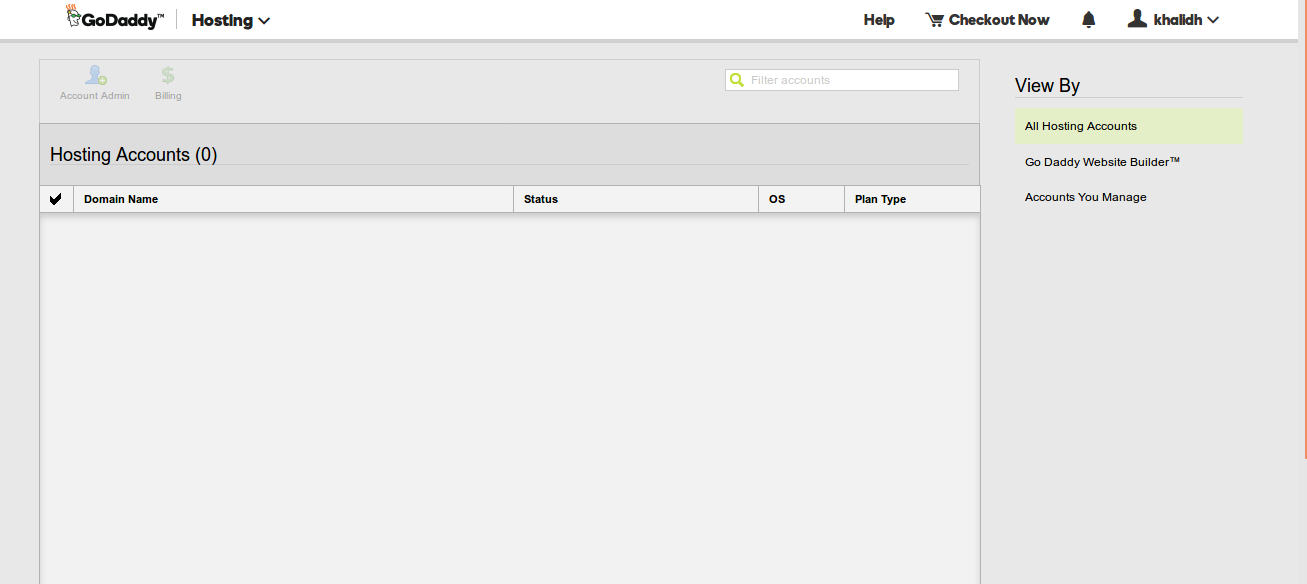 GoDaddy™ Hosting Help Checkout Now khalidh
Account Admin Billing Filter accounts
Hosting Accounts (0)
Domain Name Status OS Plan Type
View By
All Hosting Accounts
Go Daddy Website Builder™
Accounts You Manage